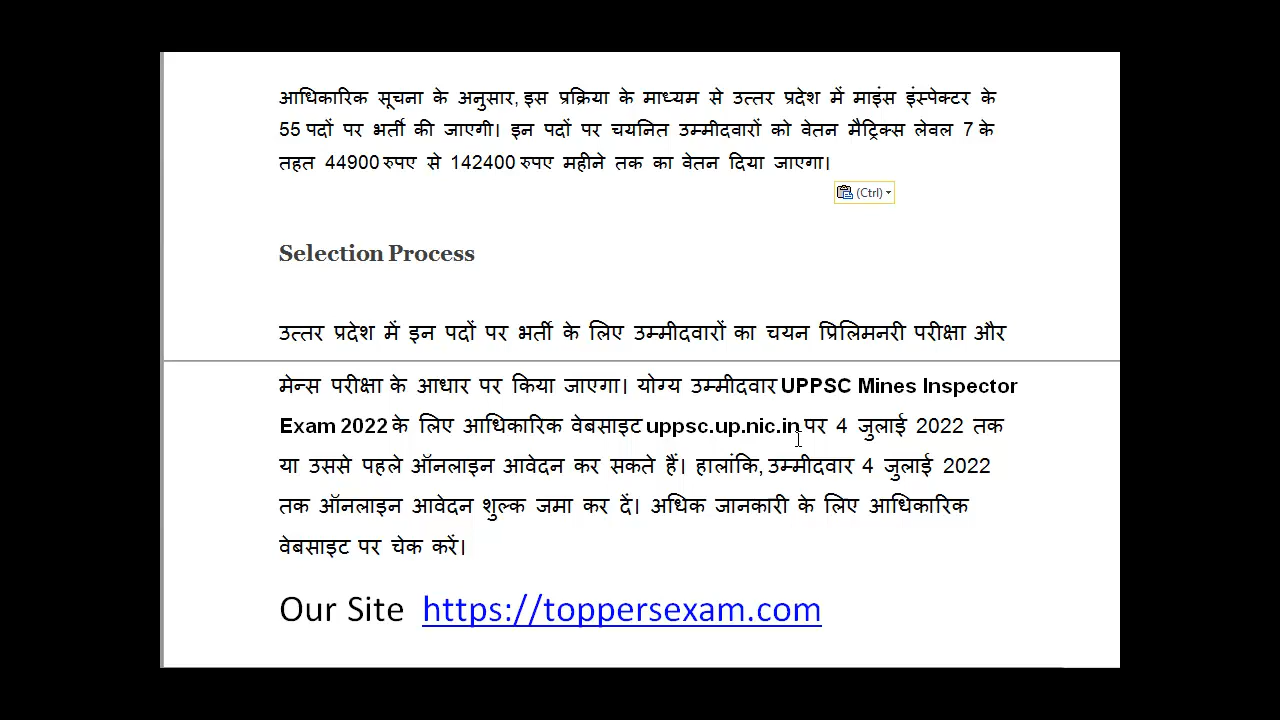 आधिकारिक सूचना के अनुसार, इस प्रक्रिया के माध्यम से उत्तर प्रदेश में माइंस इंस्पेक्टर के
55 पदों पर भर्ती की जाएगी। इन पदों पर चयनित उम्मीदवारों को वेतन मैट्रिक्स लेवल 7 के
तहत 44900 रुपए से 142400 रुपए महीने तक का वेतन दिया जाएगा।
(Ctrl)
Selection Process
उत्तर प्रदेश में इन पदों पर भर्ती के लिए उम्मीदवारों का चयन प्रिलिमनरी परीक्षा और
मेन्स परीक्षा के आधार पर किया जाएगा। योग्य उम्मीदवार UPPSC Mines Inspector
Exam 2022 के लिए आधिकारिक वेबसाइट uppsc.up.nic.in पर 4 जुलाई 2022 तक
या उससे पहले ऑनलाइन आवेदन कर सकते हैं। हालांकि, उम्मीदवार 4 जुलाई 2022
तक ऑनलाइन आवेदन शुल्क जमा कर दें। अधिक जानकारी के लिए आधिकारिक
वेबसाइट पर चेक करें।
Our Site https://toppersexam.com